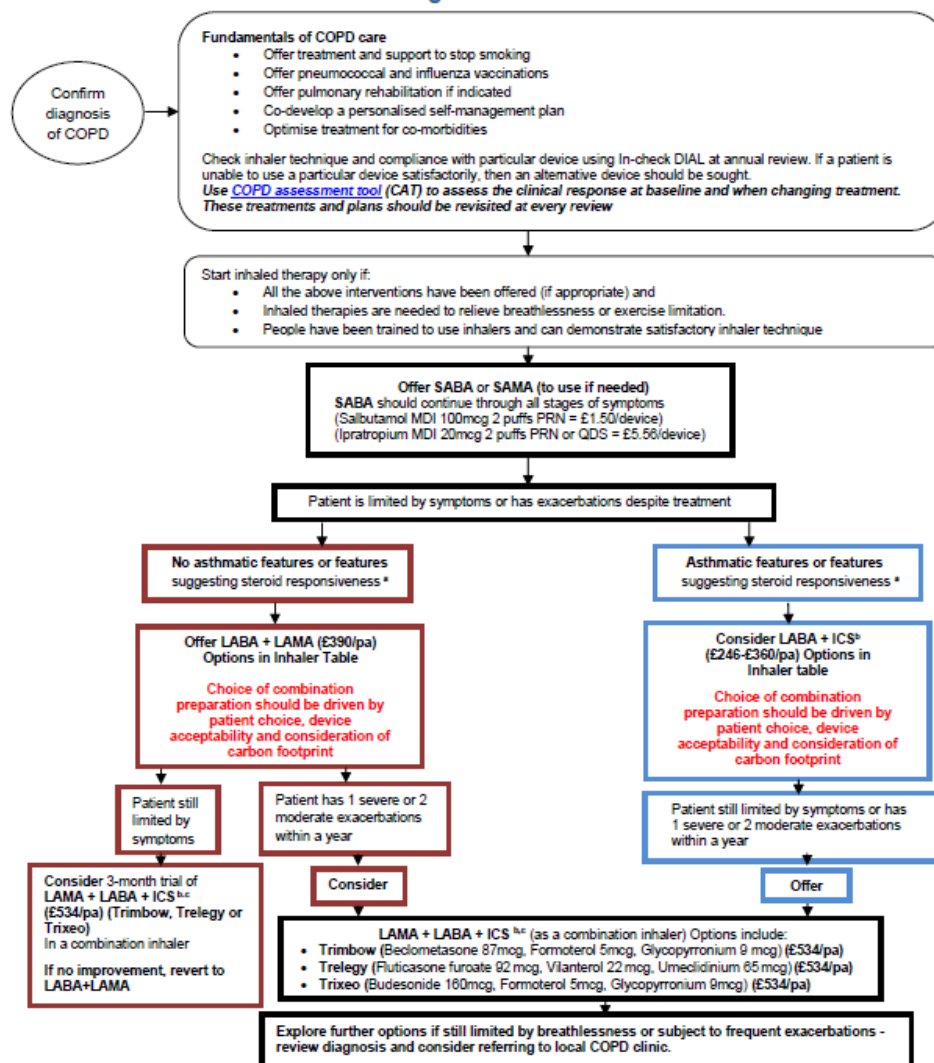 Confirm
diagnosis
of COPD
Fundamentals of COPD care
• Offer treatment and support to stop smoking
• Offer pneumococcal and influenza vaccinations
• Offer pulmonary rehabilitation if indicated
• Co-develop a personalised self-management plan
• Optimise treatment for co-morbidities
Check inhaler technique and compliance with particular device using In-check DIAL at annual review. If a patient is
unable to use a particular device satisfactorily, then an alternative device should be sought.
Use COPD assessment tool (CAT) to assess the clinical response at baseline and when changing treatment.
These treatments and plans should be revisited at every review
Start inhaled therapy only if:
• All the above interventions have been offered (if appropriate) and
• Inhaled therapies are needed to relieve breathlessness or exercise limitation.
• People have been trained to use inhalers and can demonstrate satisfactory inhaler technique
Offer SABA or SAMA (to use if needed)
SABA should continue through all stages of symptoms
(Salbutamol MDI 100mcg 2 puffs PRN = £1.50/device)
(Ipratropium MDI 20mcg 2 puffs PRN or QDS = £5.56/device)
Patient is limited by symptoms or has exacerbations despite treatment
No asthmatic features or features
suggesting steroid responsiveness a
Offer LABA + LAMA (£390/pa)
Options in Inhaler Table
Choice of combination
preparation should be driven by
patient choice, device
acceptability and consideration of
carbon footprint
Patient still
limited by
symptoms
Patient has 1 severe or 2
moderate exacerbations
within a year
Consider 3-month trial of
LAMA + LABA + ICS b,c
(£534/pa) (Trimbow, Trelegy or
Trixeo)
In a combination inhaler
If no improvement, revert to
LABA+LAMA
Consider
Asthmatic features or features
suggesting steroid responsiveness a
Consider LABA + ICS b
(£246-£360/pa) Options in
Inhaler table
Choice of combination
preparation should be driven by
patient choice, device
acceptability and consideration of
carbon footprint
Patient still limited by symptoms or has
1 severe or 2 moderate exacerbations
within a year
Offer
LAMA + LABA + ICS b,c (as a combination inhaler) Options include:
• Trimbow (Beclometasone 87mcg, Formoterol 5mcg, Glycopyrronium 9 mcg) (£534/pa)
• Trelegy (Fluticasone furoate 92 mcg, Vilanterol 22 mcg, Umeclidinium 65 mcg) (£534/pa)
• Trixeo (Budesonide 160mcg, Formoterol 5mcg, Glycopyrronium 9mcg) (£534/pa)
Explore further options if still limited by breathlessness or subject to frequent exacerbations -
review diagnosis and consider referring to local COPD clinic.